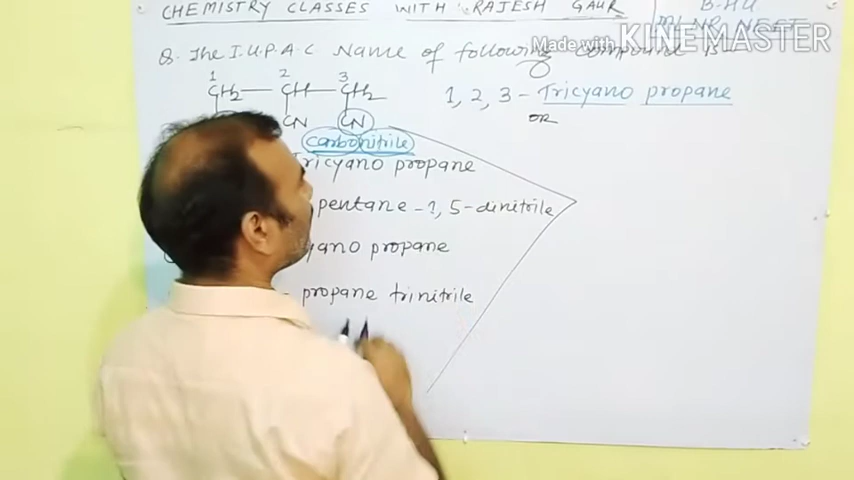 CHEMISTRY CLASSES WITH RAJESH GAUR
B-HU
NEET
Made with KINEMASTER
Q. The I.U.P.A.C Name of following compound is
1 2 3
CH2 — CH — CH2
CN CN
1, 2, 3 - Tricyano propane
OR
carbonitrile
Tricyano propane
pentane - 1, 5 - dinitrile
yano propane
propane trinitrile